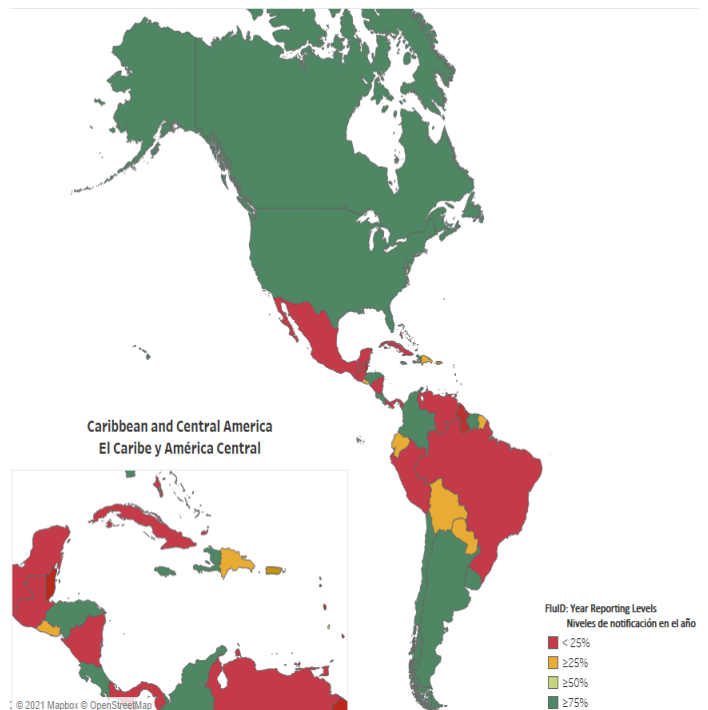 Caribbean and Central America
El Caribe y América Central
FluID: Year Reporting Levels
Niveles de notificación en el año
< 25%
≥25%
≥50%
≥75%
© 2021 Mapbox © OpenStreetMap